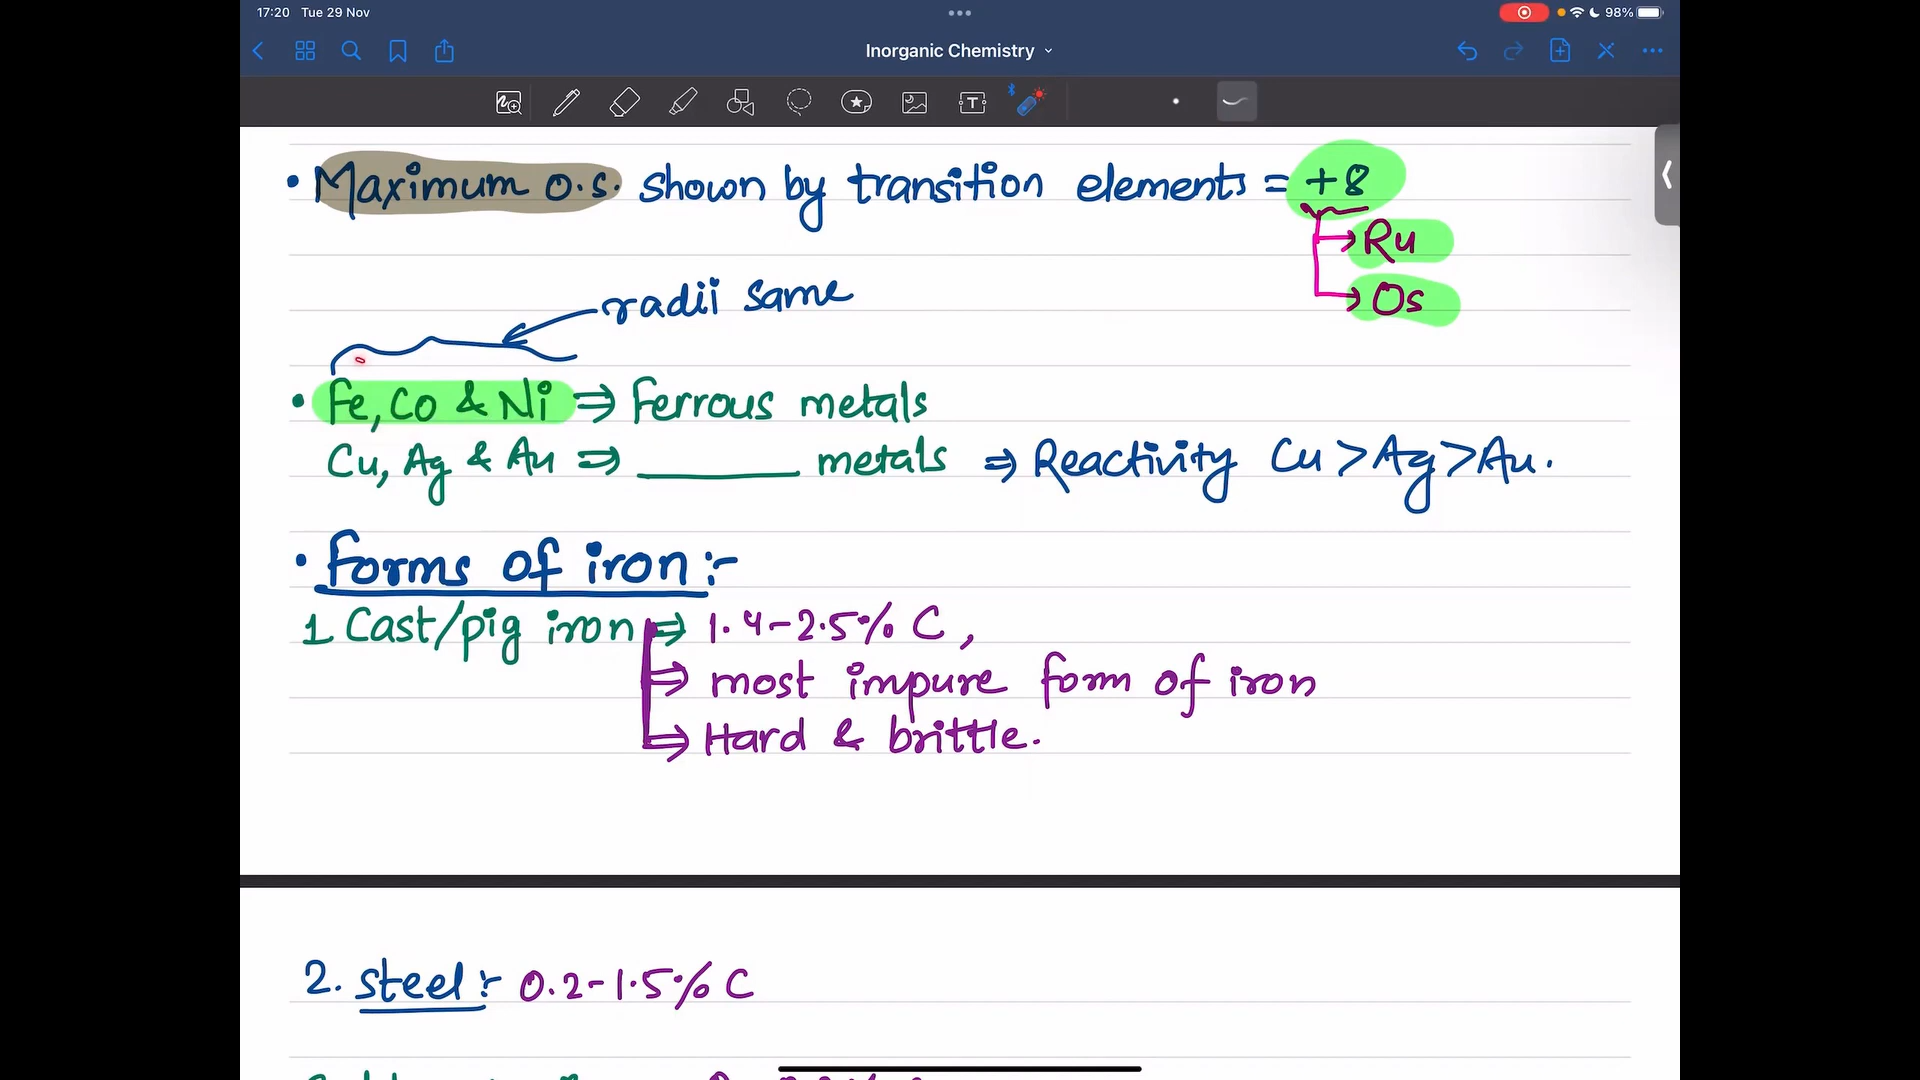 17:20 Tue 29 Nov
98%
Inorganic Chemistry
• Maximum o.s. shown by transition elements = +8
→ Ru
→ Os
radii same
• Fe, Co & Ni ⇒ Ferrous metals
Cu, Ag & Au ⇒ ________ metals ⇒ Reactivity Cu > Ag > Au.
• Forms of iron :-
1 Cast/pig iron ⇒ 1.4-2.5% C,
⇒ most impure form of iron
⇒ Hard & brittle.
2. Steel :- 0.2-1.5% C